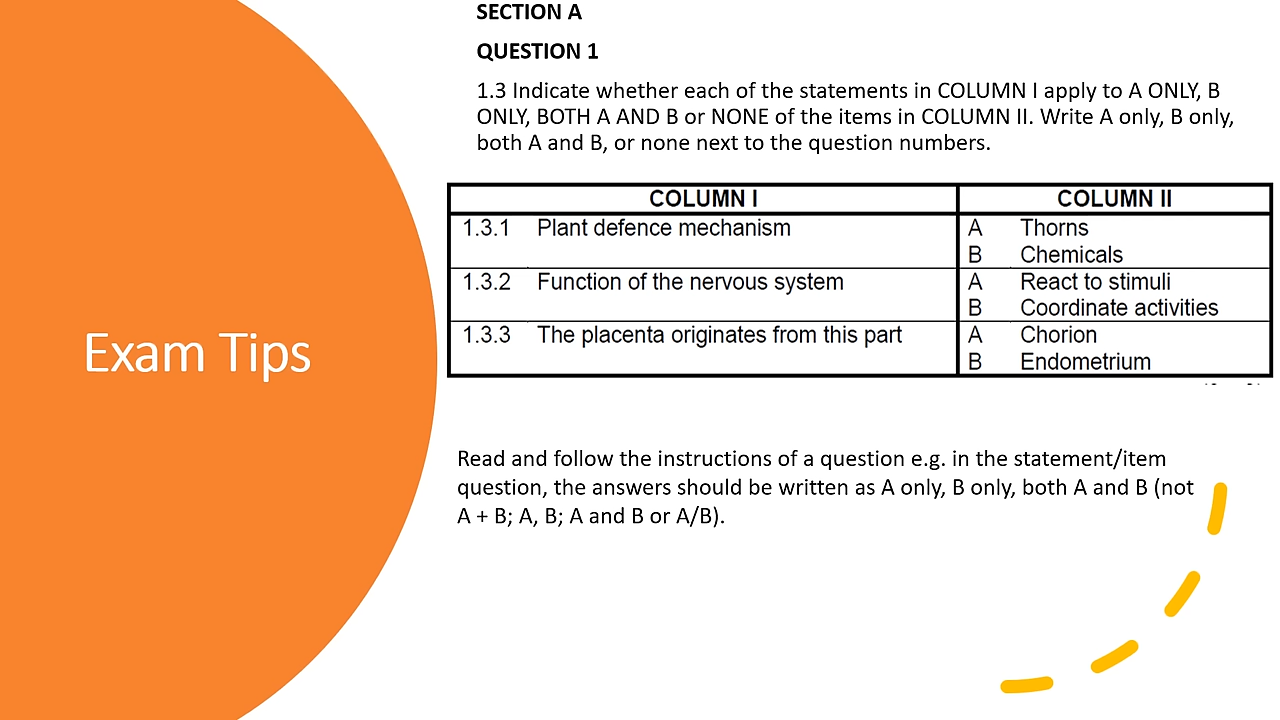 SECTION A
QUESTION 1
1.3 Indicate whether each of the statements in COLUMN I apply to A ONLY, B
ONLY, BOTH A AND B or NONE of the items in COLUMN II. Write A only, B only,
both A and B, or none next to the question numbers.
COLUMN I COLUMN II
1.3.1 Plant defence mechanism A Thorns
B Chemicals
1.3.2 Function of the nervous system A React to stimuli
B Coordinate activities
1.3.3 The placenta originates from this part A Chorion
B Endometrium
Exam Tips
Read and follow the instructions of a question e.g. in the statement/item
question, the answers should be written as A only, B only, both A and B (not
A + B; A, B; A and B or A/B).